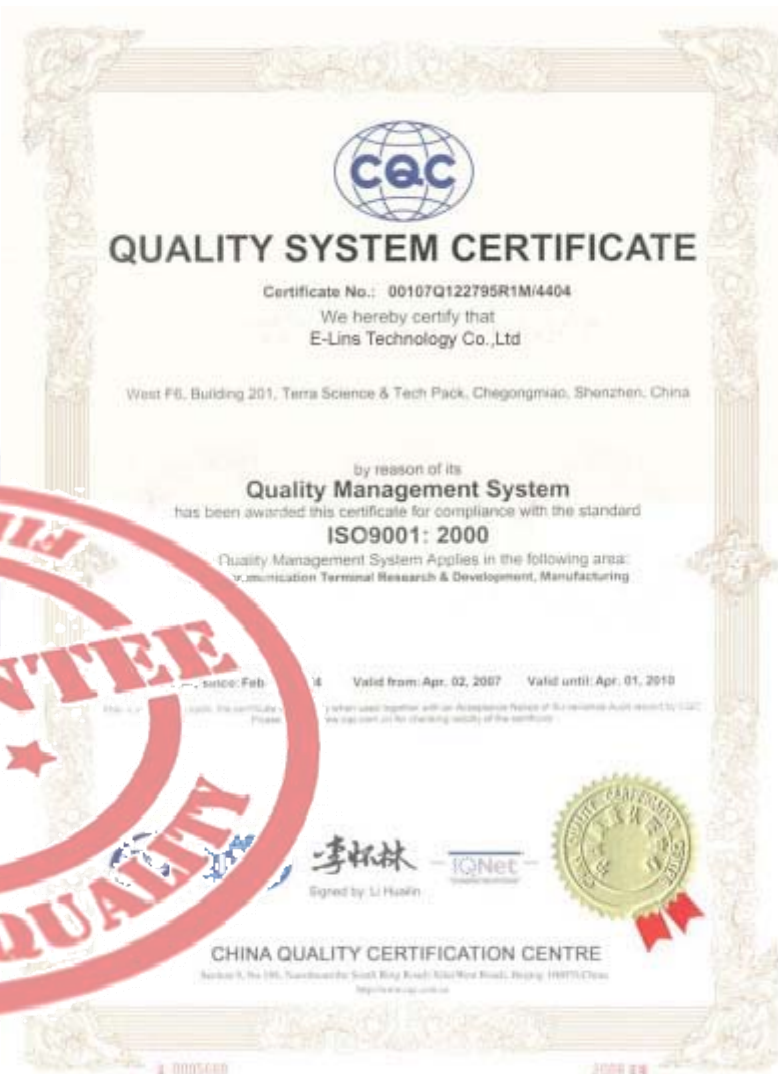 CQC
QUALITY SYSTEM CERTIFICATE
Certificate No.: 00107Q122795R1M/4404
We hereby certify that
E-Lins Technology Co.,Ltd
West F6, Building 201, Terra Science & Tech Pack, Chegongmiao, Shenzhen, China
by reason of its
Quality Management System
has been awarded this certificate for compliance with the standard
ISO9001: 2000
Quality Management System Applies in the following area:
Terminal Research & Development, Manufacturing
since: Feb 4 Valid from: Apr. 02, 2007 Valid until: Apr. 01, 2010
NTEE
QUALITY
李怀林
IQNet
Signed by: Li Huailin
CHINA QUALITY CERTIFICATION CENTRE